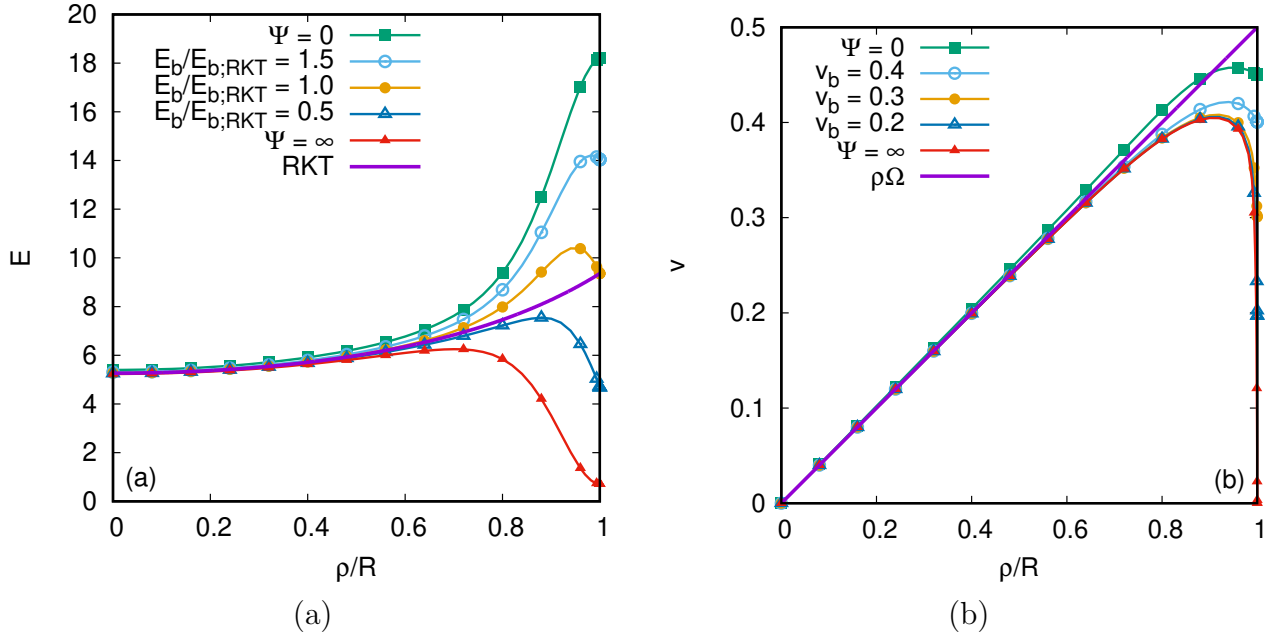 Ψ = 0
E_b/E_b;RKT = 1.5
E_b/E_b;RKT = 1.0
E_b/E_b;RKT = 0.5
Ψ = ∞
RKT
20
18
16
14
12
10
8
6
4
2
0
E
(a)
0 0.2 0.4 0.6 0.8 1
ρ/R
(a)
Ψ = 0
v_b = 0.4
v_b = 0.3
v_b = 0.2
Ψ = ∞
ρΩ
0.5
0.4
0.3
0.2
0.1
0
v
(b)
0 0.2 0.4 0.6 0.8 1
ρ/R
(b)